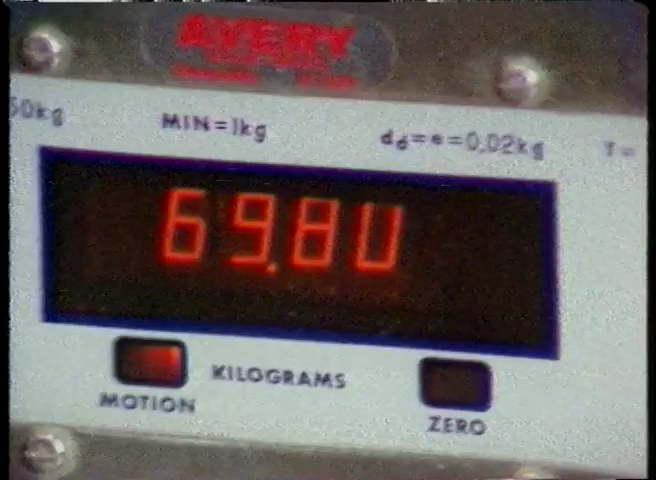 AVERY
50kg MIN=1kg dd=e=0,02kg T=
69.80
KILOGRAMS
MOTION
ZERO